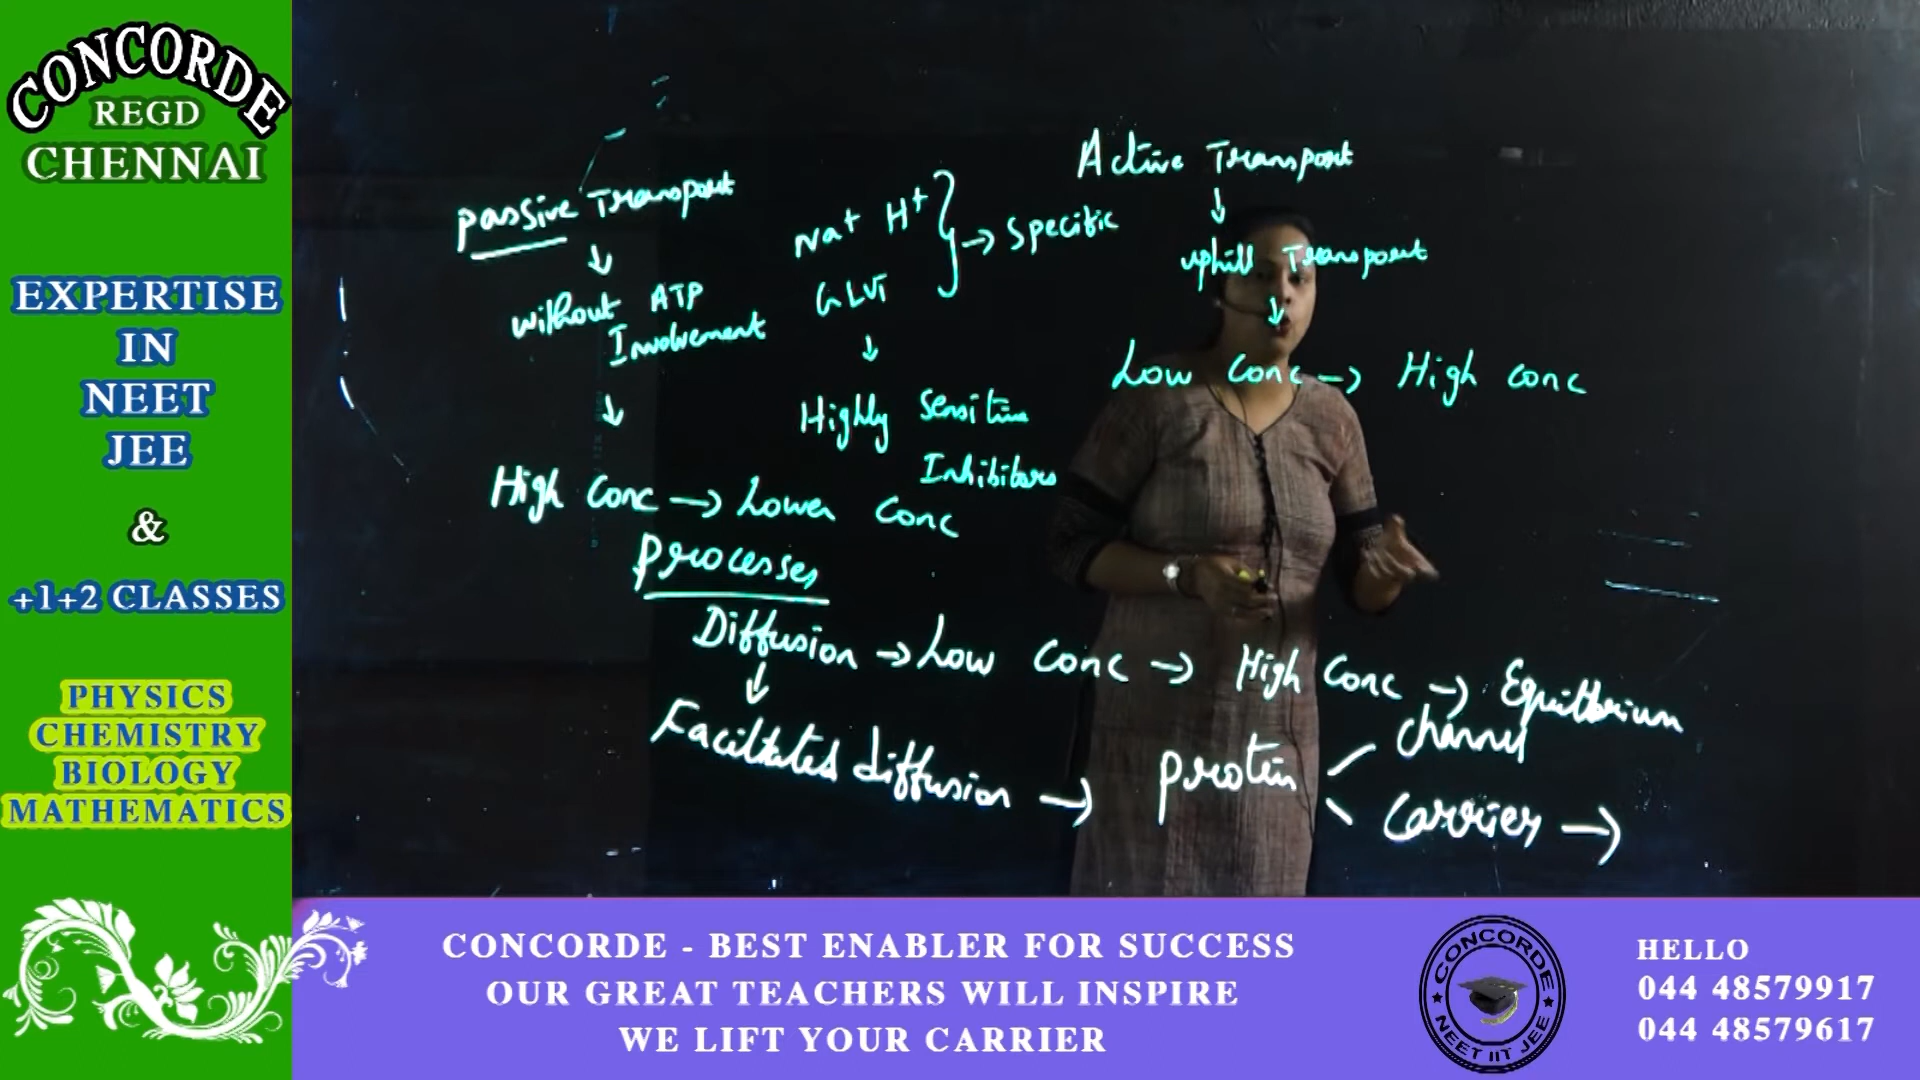 CONCORDE
REGD
CHENNAI
EXPERTISE
IN
NEET
JEE
&
+1+2 CLASSES
PHYSICS
CHEMISTRY
BIOLOGY
MATHEMATICS
Passive Transport
↓
without ATP
Involvement
↓
High Conc → Lower Conc
Na+ H+ } → Specific
GLUT
↓
Highly Sensitive
Inhibitors
Active Transport
↓
uphill Transport
↓
Low Conc → High Conc
Processes
Diffusion → Low Conc → High Conc → Equilibrium
↓
Facilitated diffusion → Protein
Channel
Carrier →
CONCORDE - BEST ENABLER FOR SUCCESS
OUR GREAT TEACHERS WILL INSPIRE
WE LIFT YOUR CARRIER
CONCORDE
NEET IIT JEE
HELLO
044 48579917
044 48579617